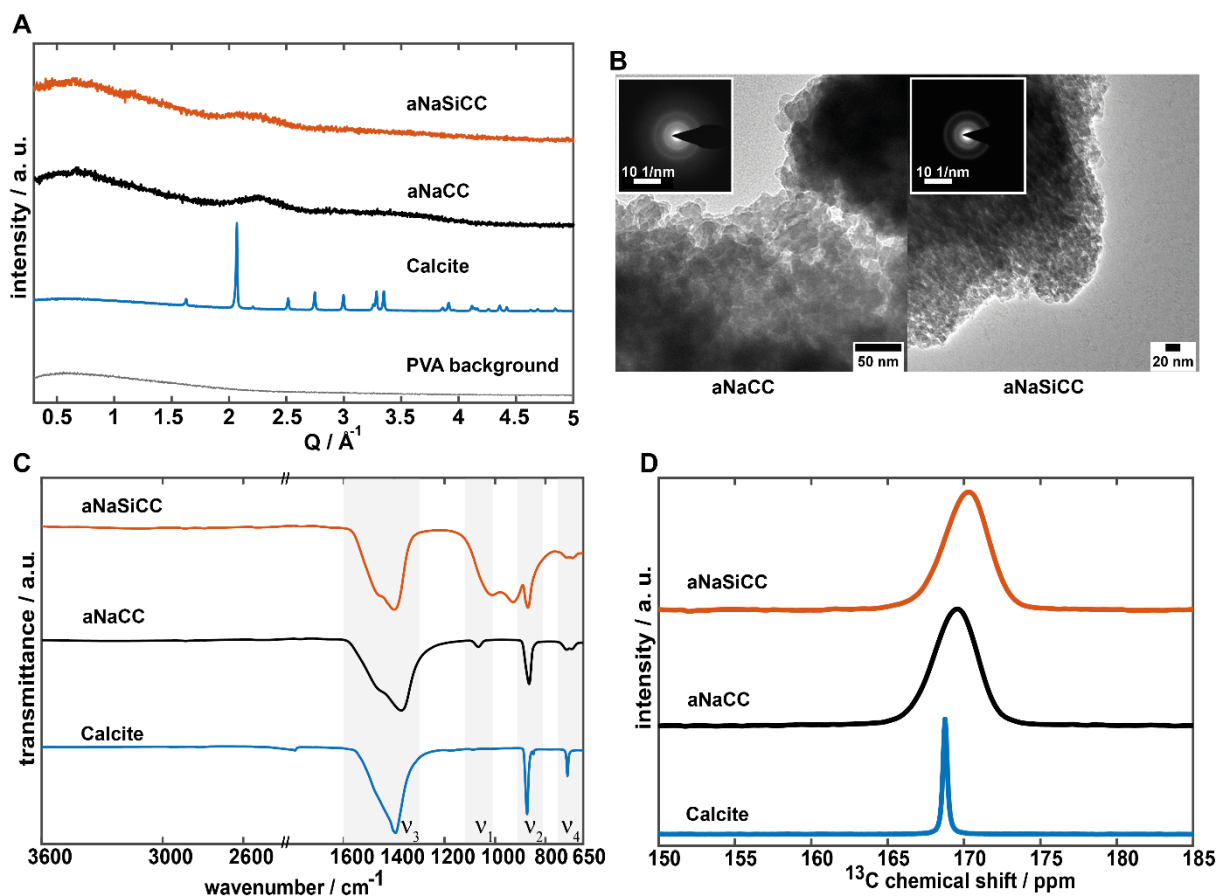 A
intensity / a. u.
aNaSiCC
aNaCC
Calcite
PVA background
0.5 1 1.5 2 2.5 3 3.5 4 4.5 5
Q / Å-1
B
10 1/nm
10 1/nm
50 nm
20 nm
aNaCC
aNaSiCC
C
transmittance / a.u.
aNaSiCC
aNaCC
Calcite
ν3 ν1 ν2 ν4
3600 3000 2600 // 1600 1400 1000 800 650
wavenumber / cm-1
D
intensity / a. u.
aNaSiCC
aNaCC
Calcite
150 155 160 165 170 175 180 185
13C chemical shift / ppm